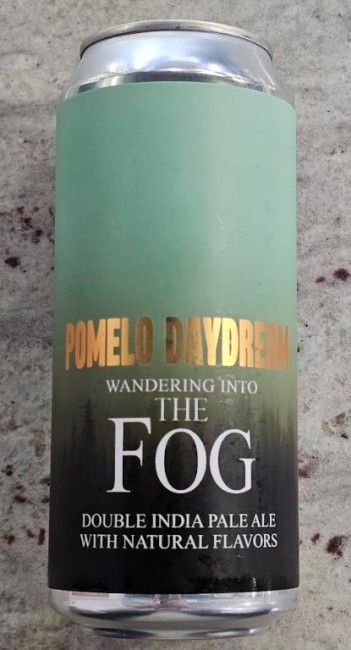 POMELO DAYDREAM
WANDERING INTO
THE
FOG
DOUBLE INDIA PALE ALE
WITH NATURAL FLAVORS